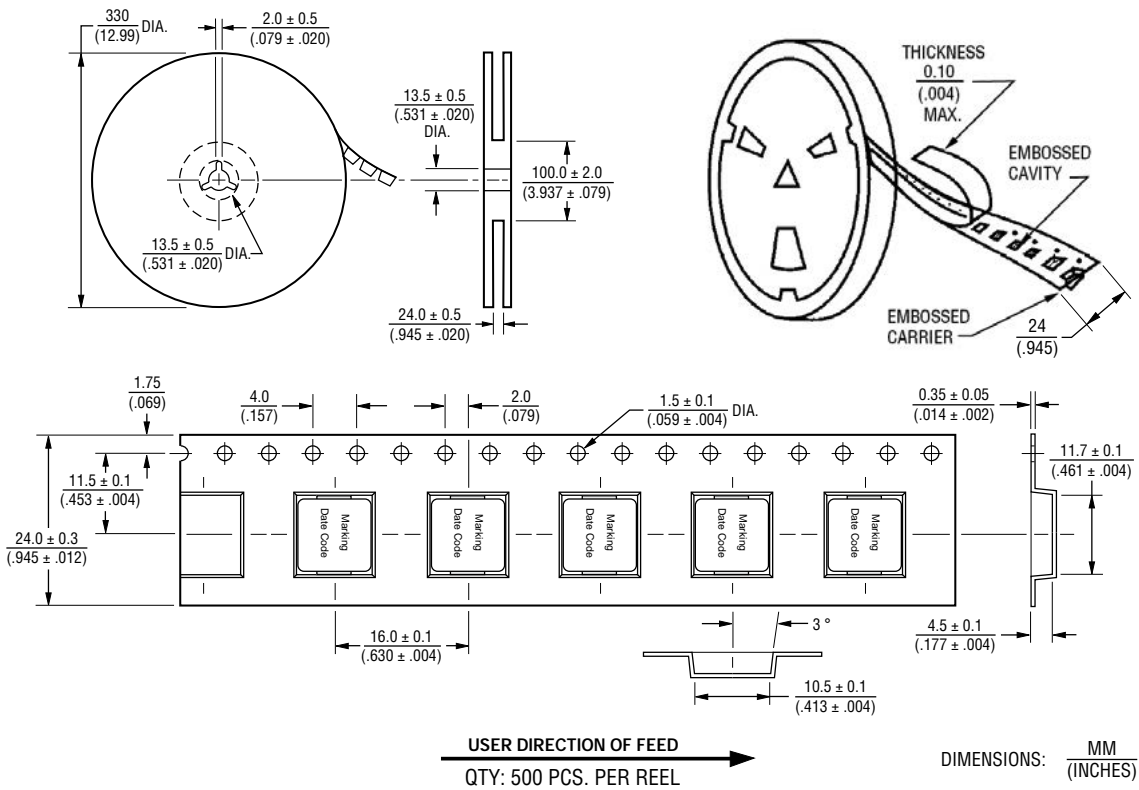 330
(12.99)
DIA.
2.0 ± 0.5
(.079 ± .020)
13.5 ± 0.5
(.531 ± .020)
DIA.
100.0 ± 2.0
(3.937 ± .079)
13.5 ± 0.5
(.531 ± .020)
DIA.
24.0 ± 0.5
(.945 ± .020)
THICKNESS
0.10
(.004)
MAX.
EMBOSSED
CAVITY
EMBOSSED
CARRIER
24
(.945)
1.75
(.069)
4.0
(.157)
2.0
(.079)
1.5 ± 0.1
(.059 ± .004)
DIA.
0.35 ± 0.05
(.014 ± .002)
11.5 ± 0.1
(.453 ± .004)
11.7 ± 0.1
(.461 ± .004)
24.0 ± 0.3
(.945 ± .012)
Marking
Date Code
Marking
Date Code
Marking
Date Code
Marking
Date Code
Marking
Date Code
16.0 ± 0.1
(.630 ± .004)
3 °
4.5 ± 0.1
(.177 ± .004)
10.5 ± 0.1
(.413 ± .004)
USER DIRECTION OF FEED
QTY: 500 PCS. PER REEL
DIMENSIONS:
MM
(INCHES)